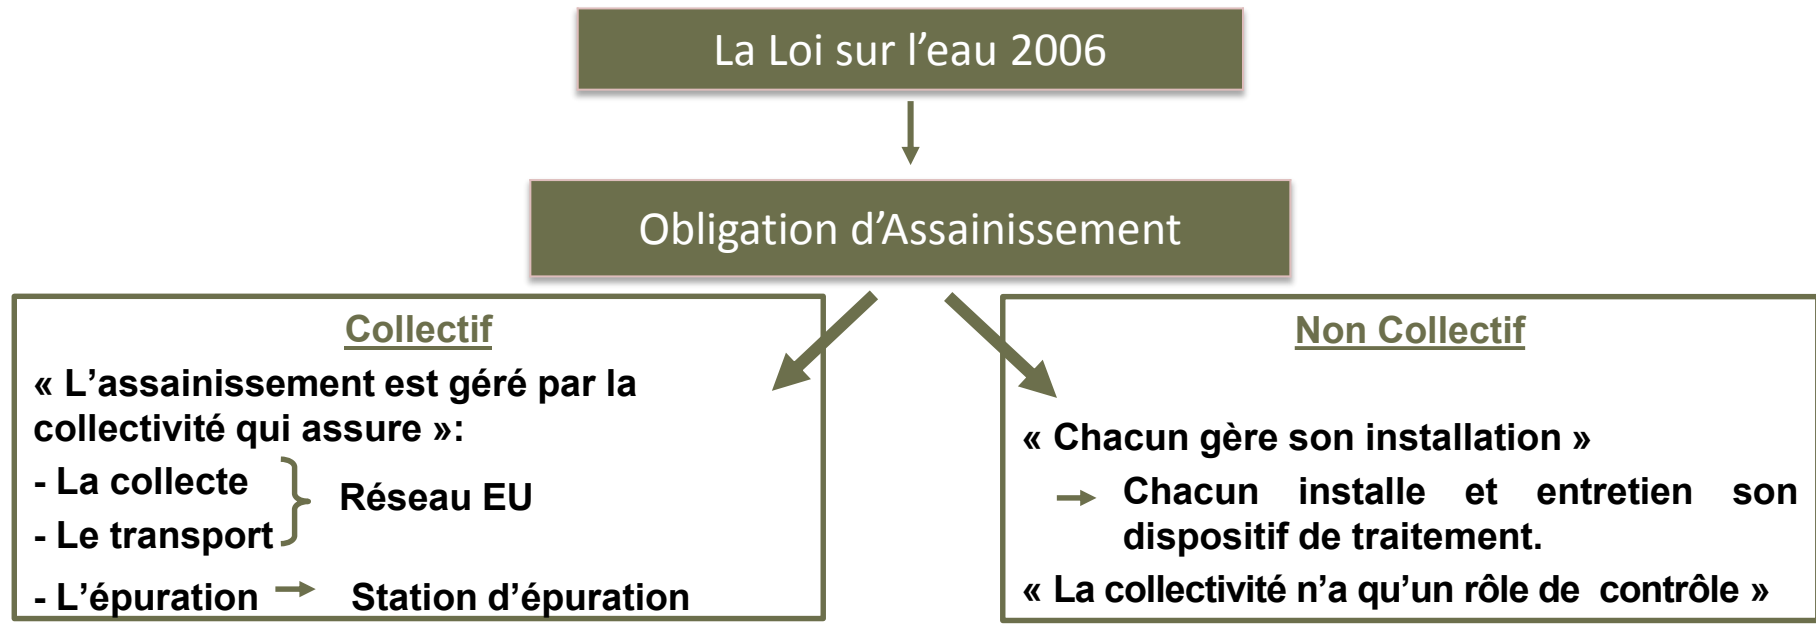 La Loi sur l’eau 2006
Obligation d’Assainissement
Collectif
« L’assainissement est géré par la
collectivité qui assure »:
- La collecte
- Le transport
Réseau EU
- L’épuration
Station d’épuration
Non Collectif
« Chacun gère son installation »
Chacun installe et entretien son
dispositif de traitement.
« La collectivité n’a qu’un rôle de contrôle »